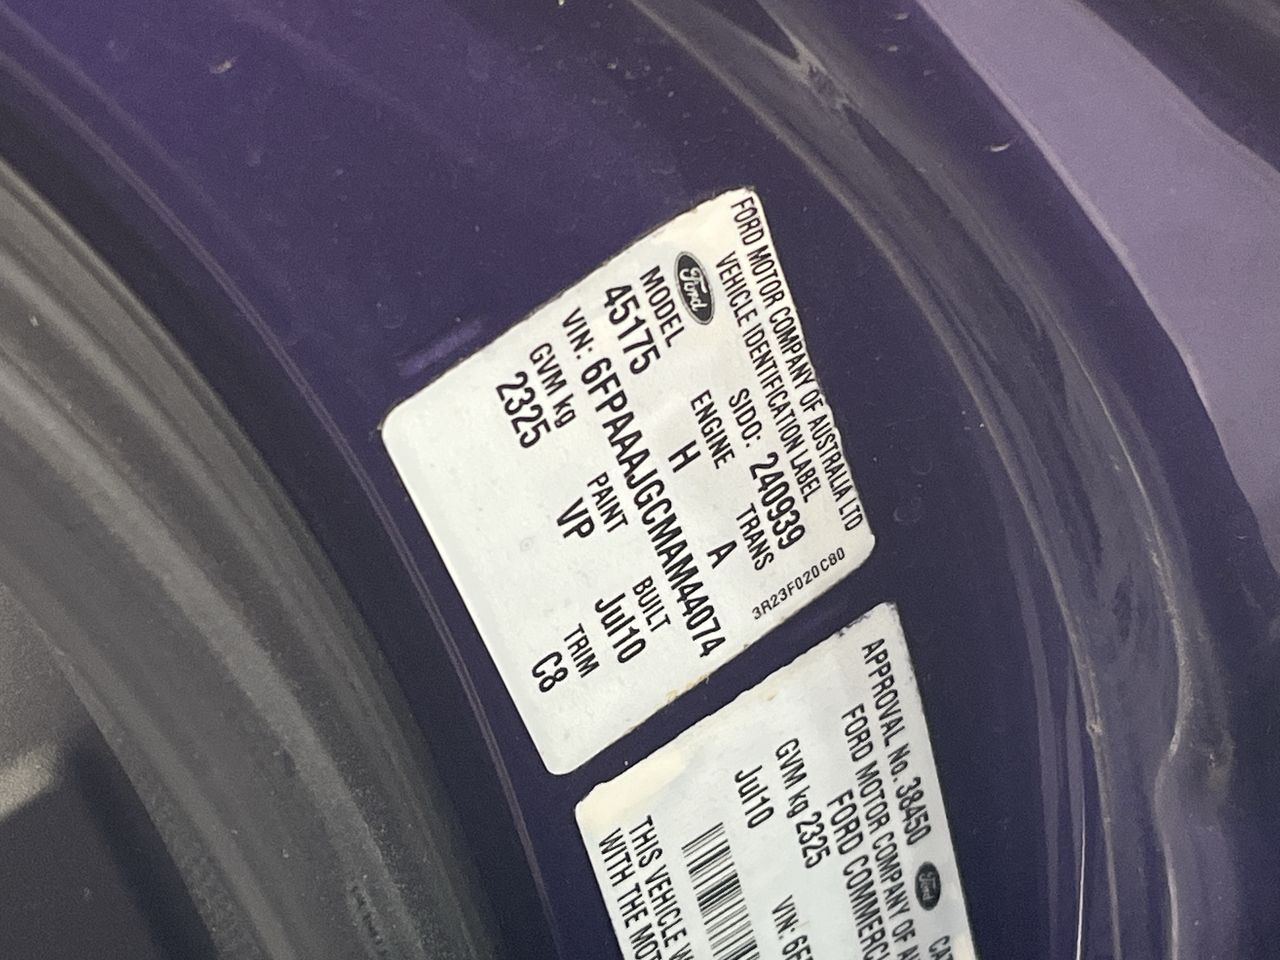 FORD MOTOR COMPANY OF AUSTRALIA LTD
VEHICLE IDENTIFICATION LABEL
Ford
SIDO: 240939
MODEL ENGINE TRANS
45175 H A
3R23F020C80
VIN: 6FPAAAJGCMAM44074
GVM kg PAINT BUILT TRIM
2325 VP Jul10 C8
APPROVAL No. 38450
FORD MOTOR COMPANY OF
FORD
Ford
GVM kg 2325
Jul10
VIN:
THIS VEHICLE
WITH THE